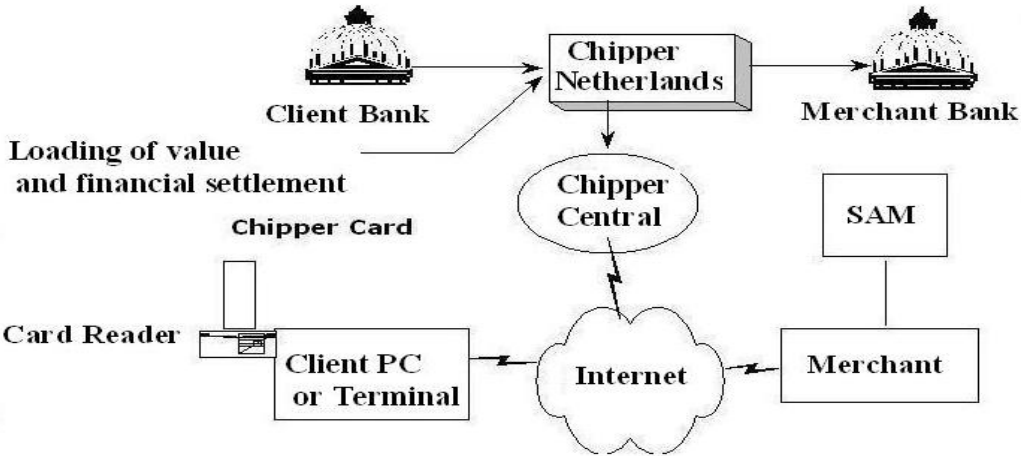 Chipper
Netherlands
Client Bank
Merchant Bank
Loading of value
and financial settlement
Chipper
Central
SAM
Chipper Card
Card Reader
Client PC
or Terminal
Internet
Merchant